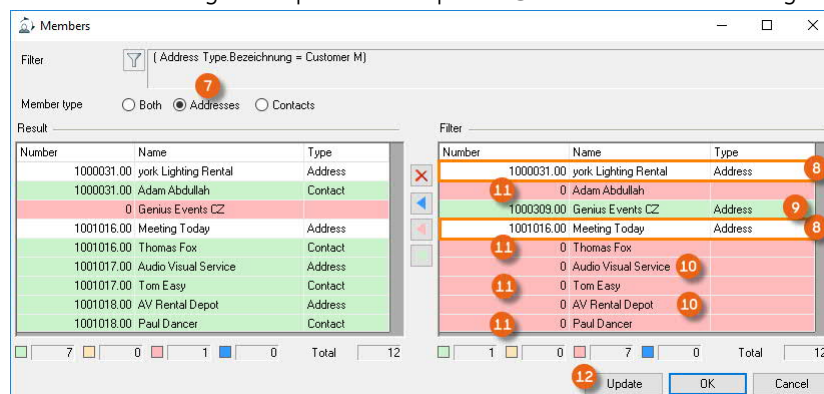 Members
Filter ( Address Type.Bezeichnung = Customer M)
7
Member type Both Addresses Contacts
Result Filter
Number Name Type Number Name Type
1000031.00 york Lighting Rental Address 1000031.00 york Lighting Rental Address 8
1000031.00 Adam Abdullah Contact 11 0 Adam Abdullah
0 Genius Events CZ 1000309.00 Genius Events CZ Address 9
1001016.00 Meeting Today Address 1001016.00 Meeting Today Address 8
1001016.00 Thomas Fox Contact 11 0 Thomas Fox
1001017.00 Audio Visual Service Address 0 Audio Visual Service 10
1001017.00 Tom Easy Contact 11 0 Tom Easy
1001018.00 AV Rental Depot Address 0 AV Rental Depot 10
1001018.00 Paul Dancer Contact 11 0 Paul Dancer
7 0 1 0 Total 12 1 0 7 0 Total 12
12 Update OK Cancel